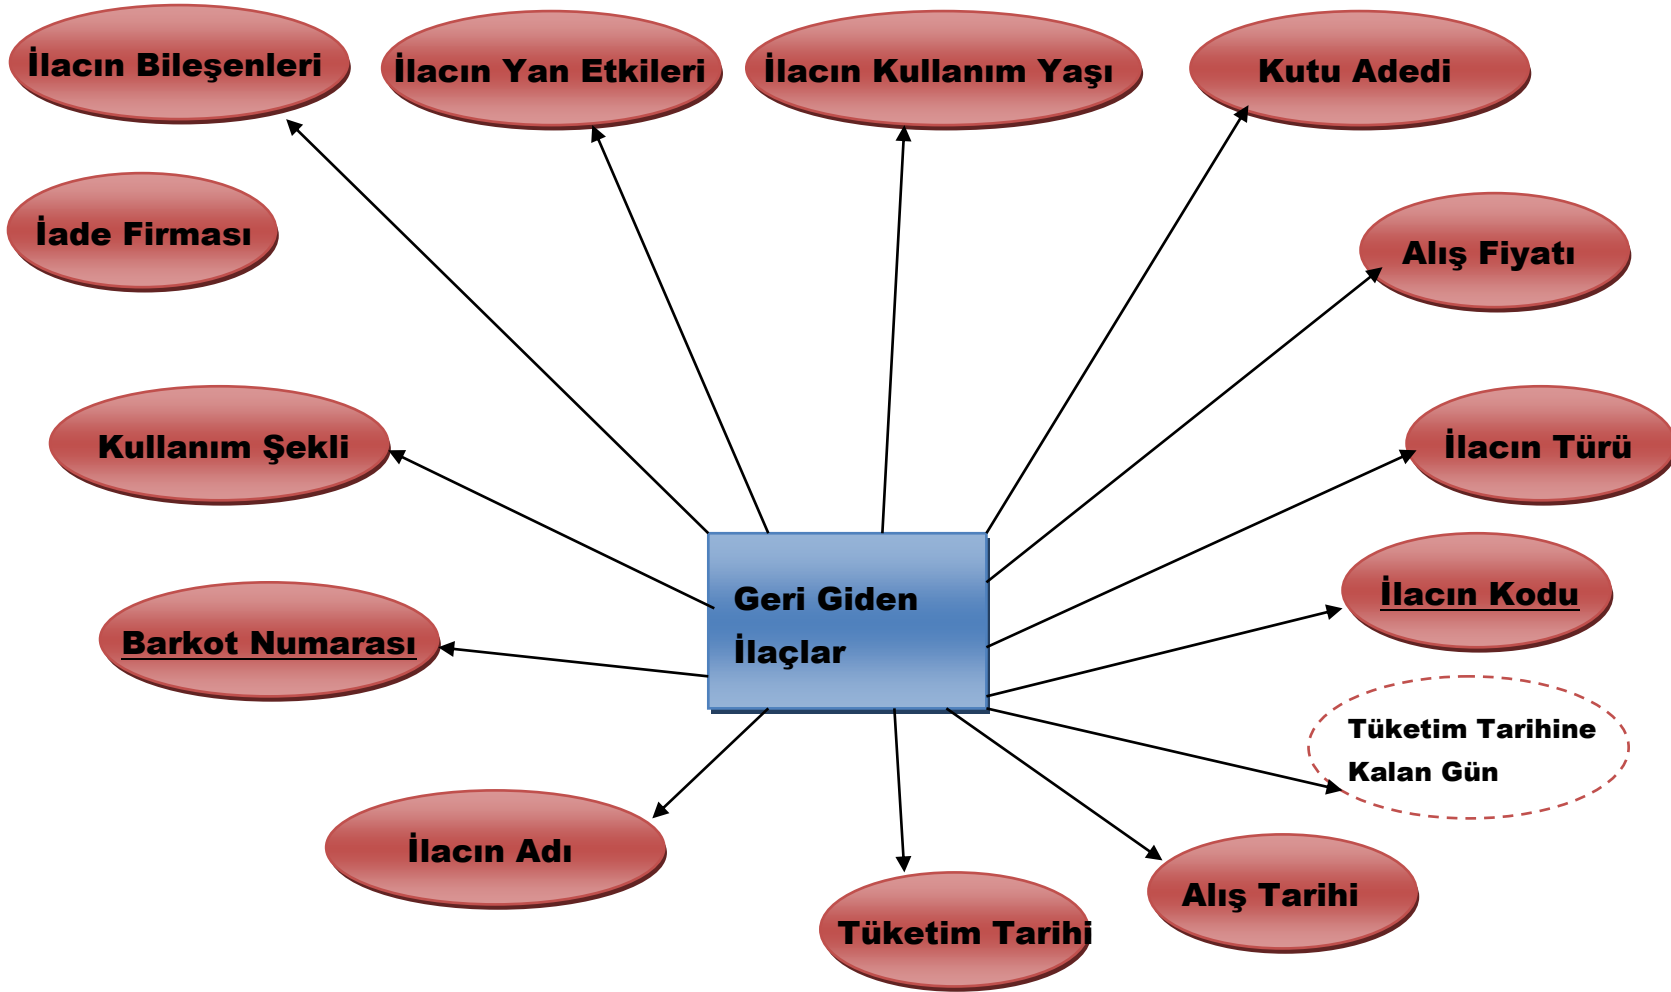 İlacın Bileşenleri
İlacın Yan Etkileri
İlacın Kullanım Yaşı
Kutu Adedi
İade Firması
Alış Fiyatı
Kullanım Şekli
İlacın Türü
Geri Giden
İlaçlar
İlacın Kodu
Barkot Numarası
Tüketim Tarihine
Kalan Gün
İlacın Adı
Alış Tarihi
Tüketim Tarihi